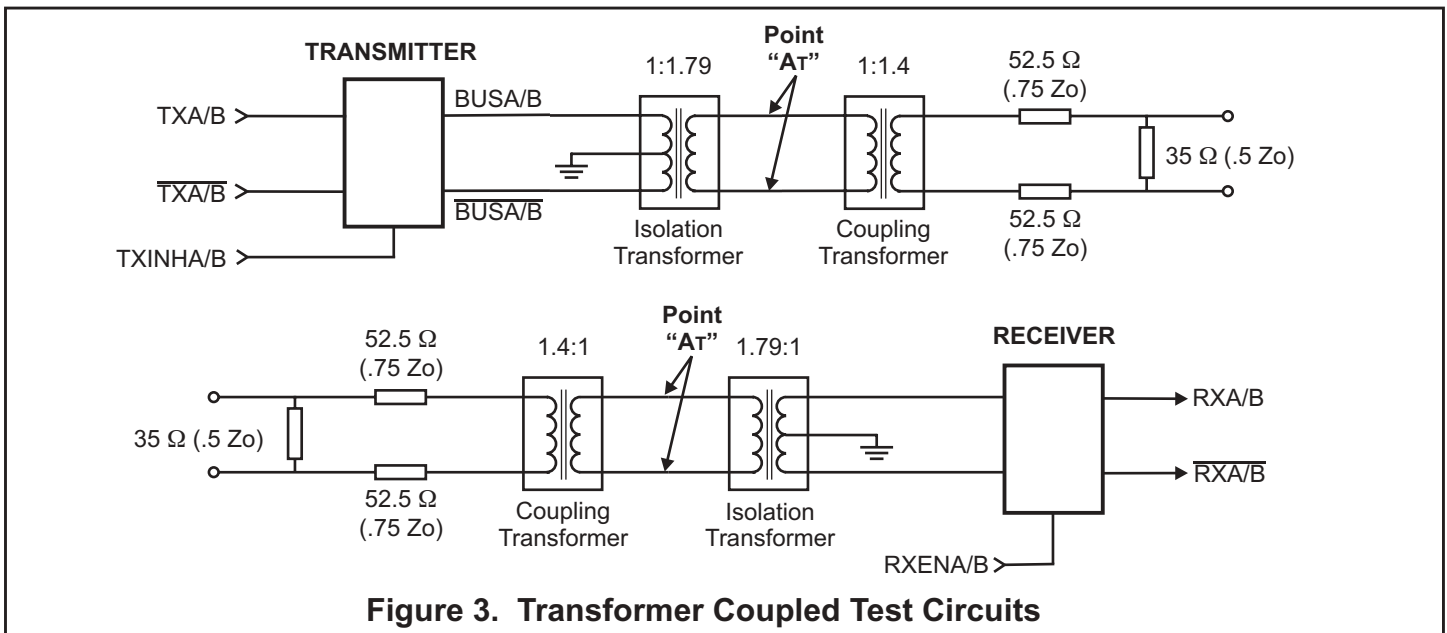 TRANSMITTER
Point
“AT”
1:1.79
1:1.4
52.5 Ω
(.75 Zo)
TXA/B
BUSA/B
35 Ω (.5 Zo)
T̅X̅A̅/̅B̅
B̅U̅S̅A̅/̅B̅
52.5 Ω
(.75 Zo)
TXINHA/B
Isolation
Transformer
Coupling
Transformer
Point
“AT”
52.5 Ω
(.75 Zo)
1.4:1
1.79:1
RECEIVER
RXA/B
35 Ω (.5 Zo)
R̅X̅A̅/̅B̅
52.5 Ω
(.75 Zo)
Coupling
Transformer
Isolation
Transformer
RXENA/B
Figure 3. Transformer Coupled Test Circuits